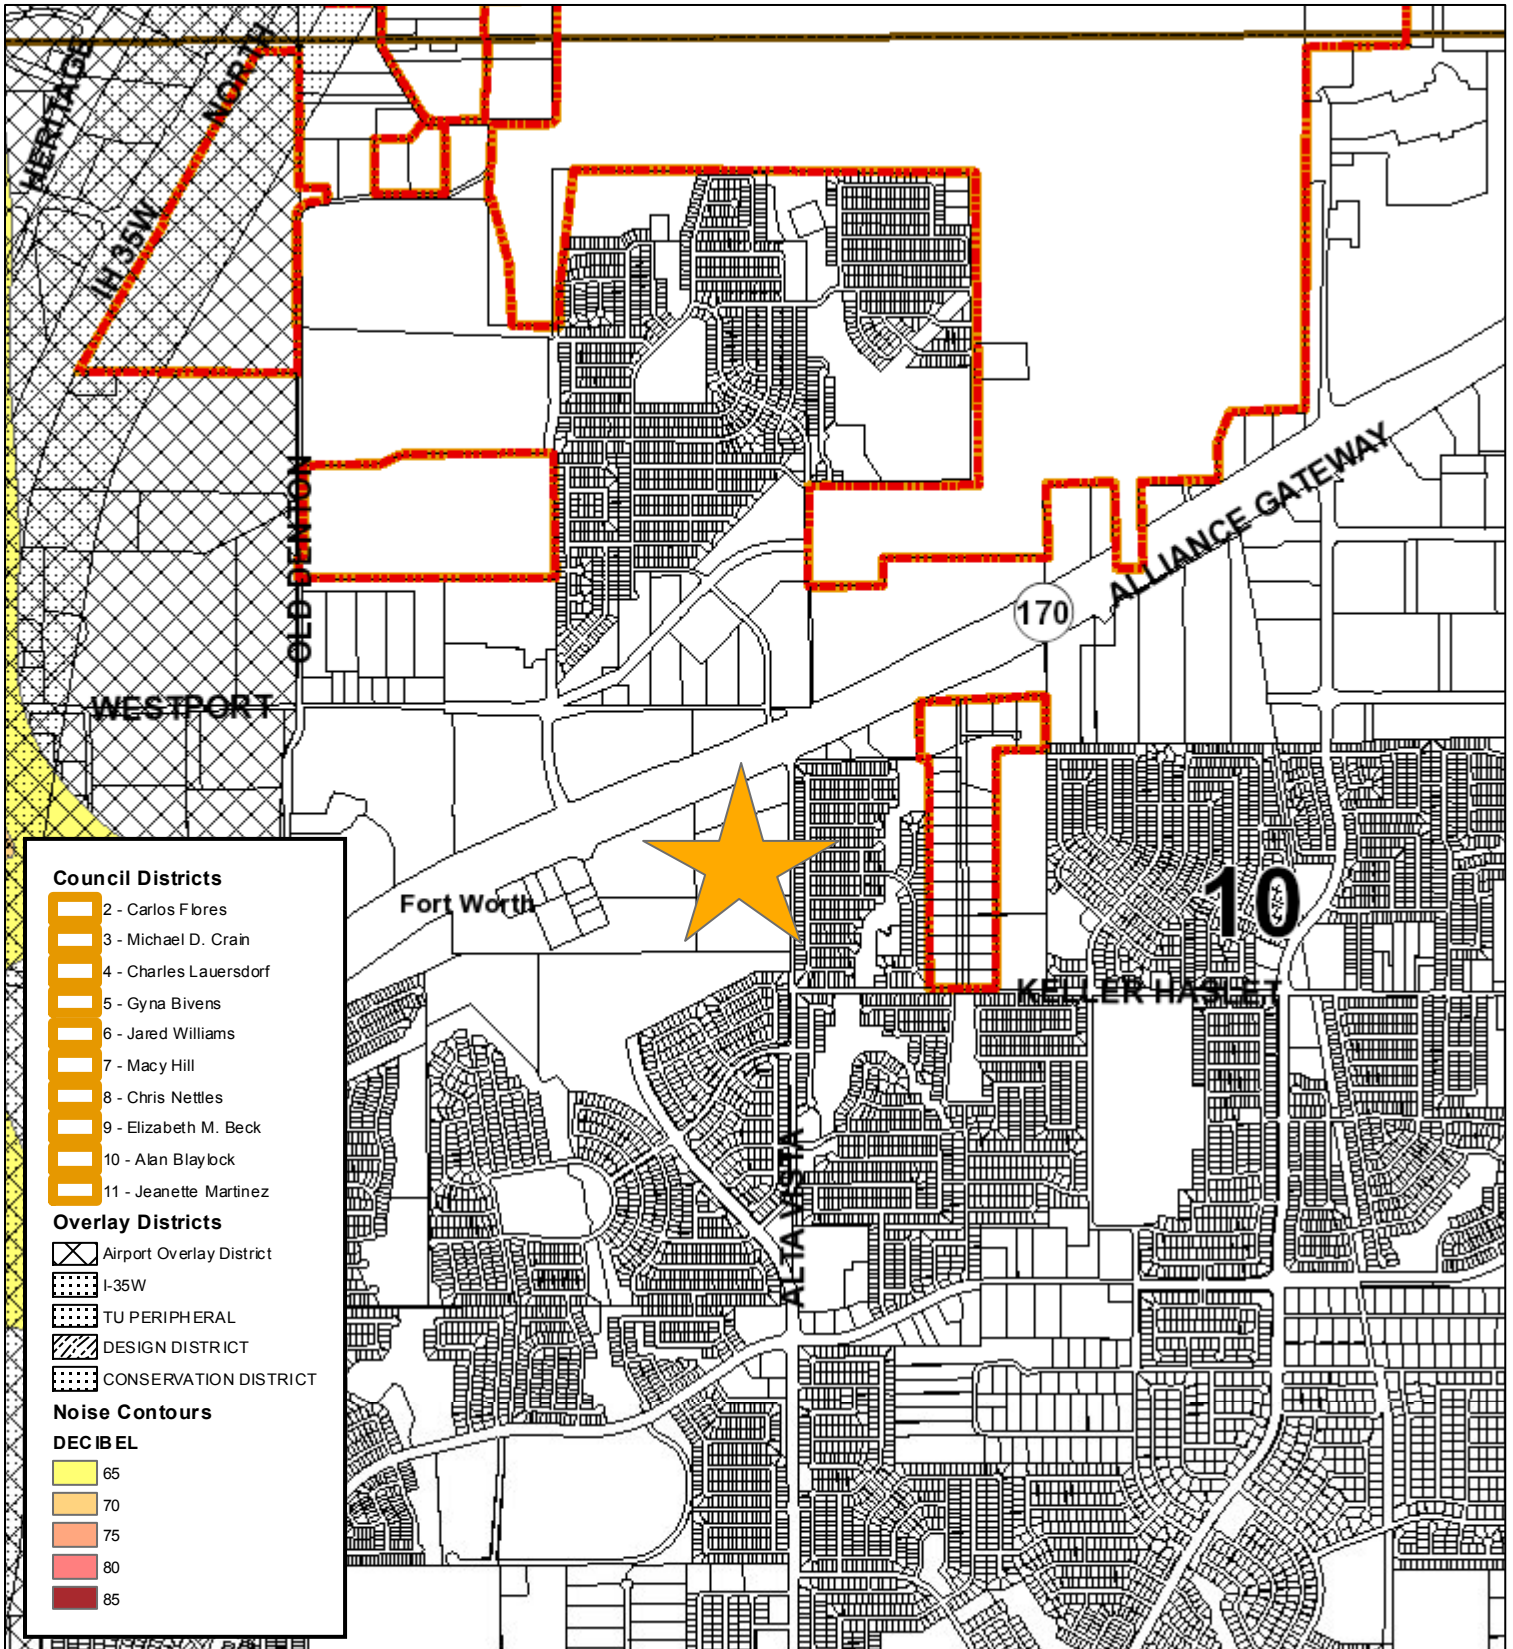 HERITAGE
NORTH
IH 35W
OLD DENTON
ALLIANCE GATEWAY
170
WESTPORT
Fort Worth
10
KELLER HASLET
ALTA VISTA
Council Districts
2 - Carlos Flores
3 - Michael D. Crain
4 - Charles Lauersdorf
5 - Gyna Bivens
6 - Jared Williams
7 - Macy Hill
8 - Chris Nettles
9 - Elizabeth M. Beck
10 - Alan Blaylock
11 - Jeanette Martinez
Overlay Districts
Airport Overlay District
I-35W
TU PERIPHERAL
DESIGN DISTRICT
CONSERVATION DISTRICT
Noise Contours
DECIBEL
65
70
75
80
85